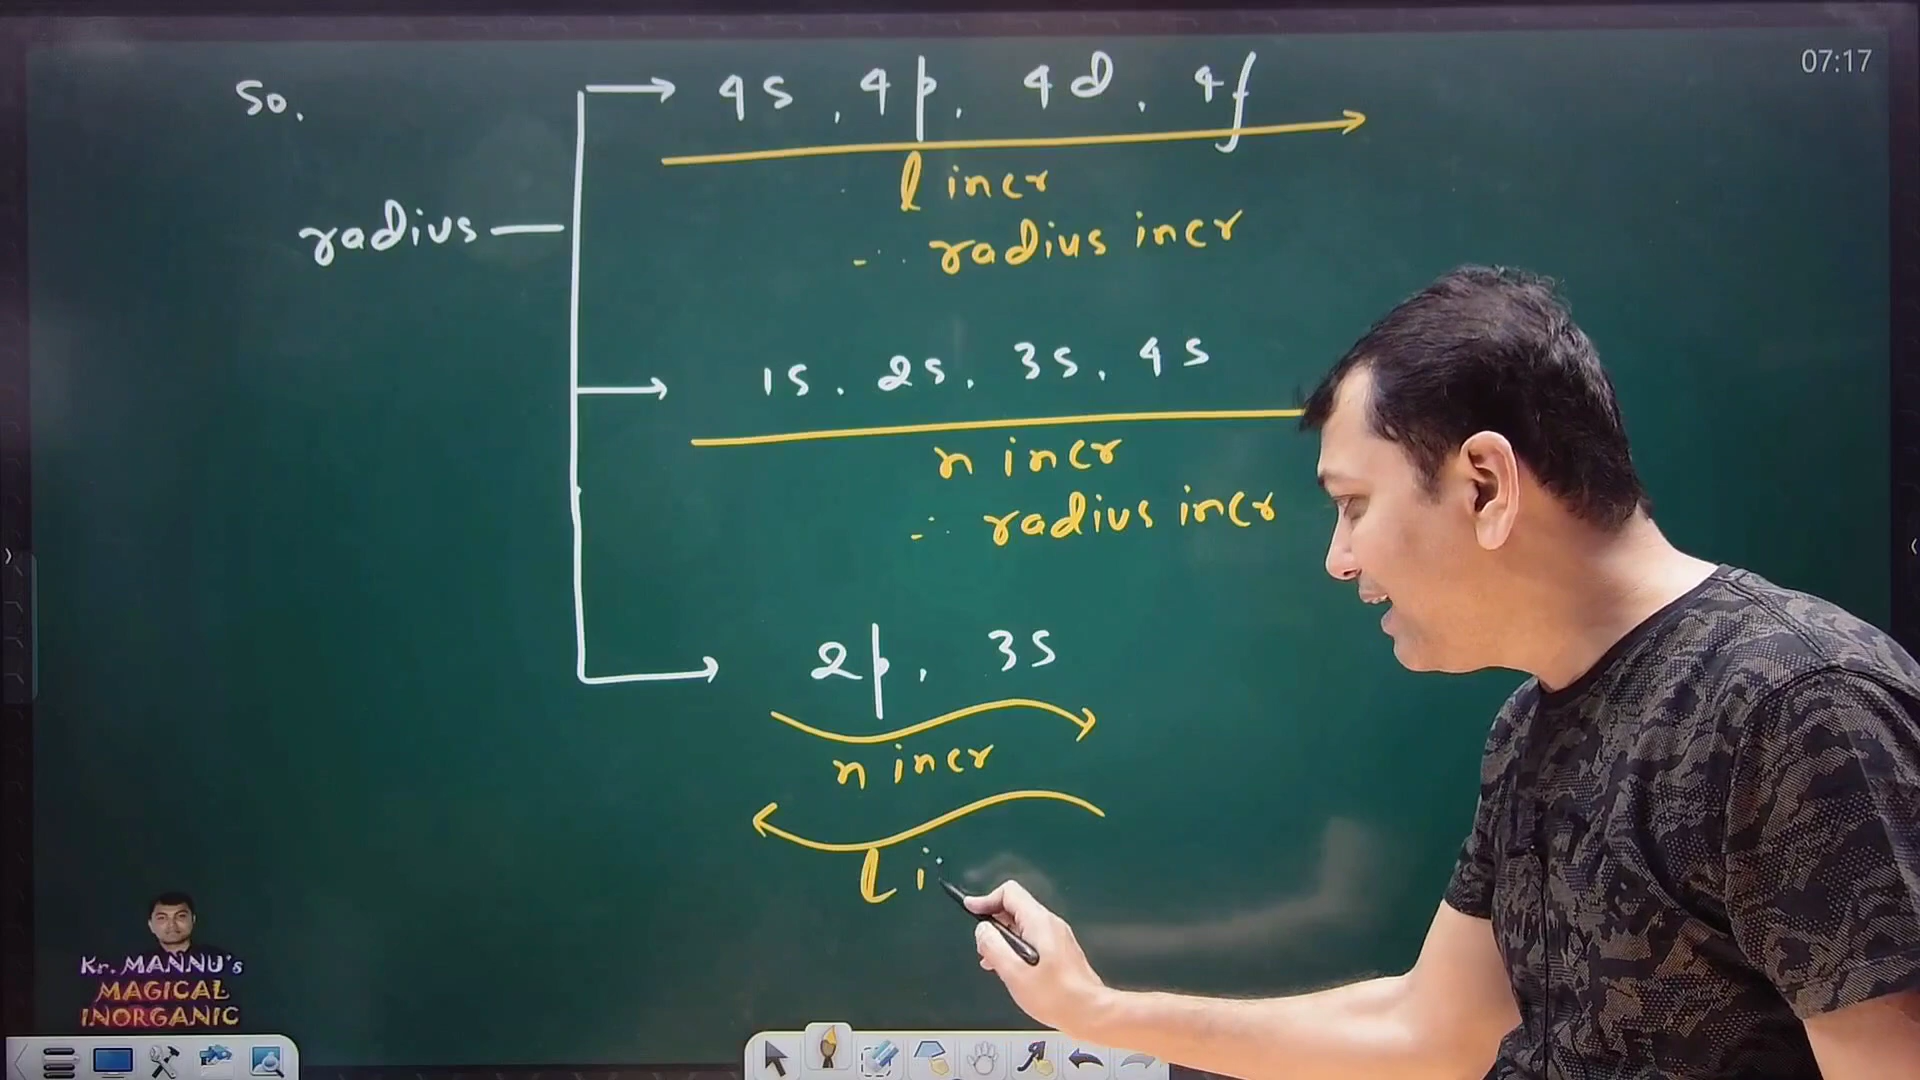 07:17
So.
4s, 4p, 4d, 4f
l incr
∴ radius incr
radius
1s, 2s, 3s, 4s
n incr
∴ radius incr
2p, 3s
n incr
l i
Kr. MANNU's
MAGICAL
INORGANIC